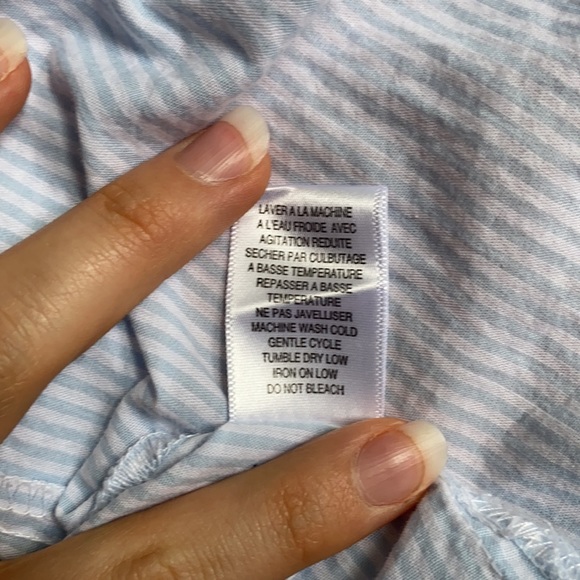 LAVER A LA MACHINE
A L'EAU FROIDE AVEC
AGITATION REDUITE
SECHER PAR CULBUTAGE
A BASSE TEMPERATURE
REPASSER A BASSE
TEMPERATURE
NE PAS JAVELLISER
MACHINE WASH COLD
GENTLE CYCLE
TUMBLE DRY LOW
IRON ON LOW
DO NOT BLEACH